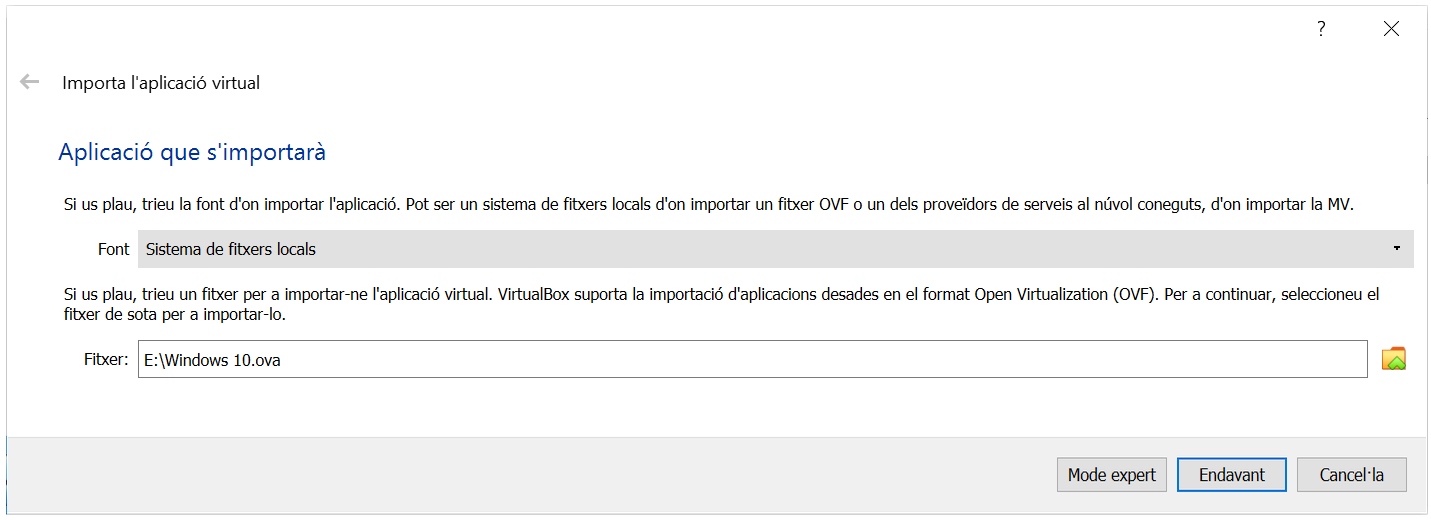 ?
Importa l'aplicació virtual
Aplicació que s'importarà
Si us plau, trieu la font d'on importar l'aplicació. Pot ser un sistema de fitxers locals d'on importar un fitxer OVF o un dels proveïdors de serveis al núvol coneguts, d'on importar la MV.
Font Sistema de fitxers locals
Si us plau, trieu un fitxer per a importar-ne l'aplicació virtual. VirtualBox suporta la importació d'aplicacions desades en el format Open Virtualization (OVF). Per a continuar, seleccioneu el
fitxer de sota per a importar-lo.
Fitxer: E:\Windows 10.ova
Mode expert Endavant Cancel·la